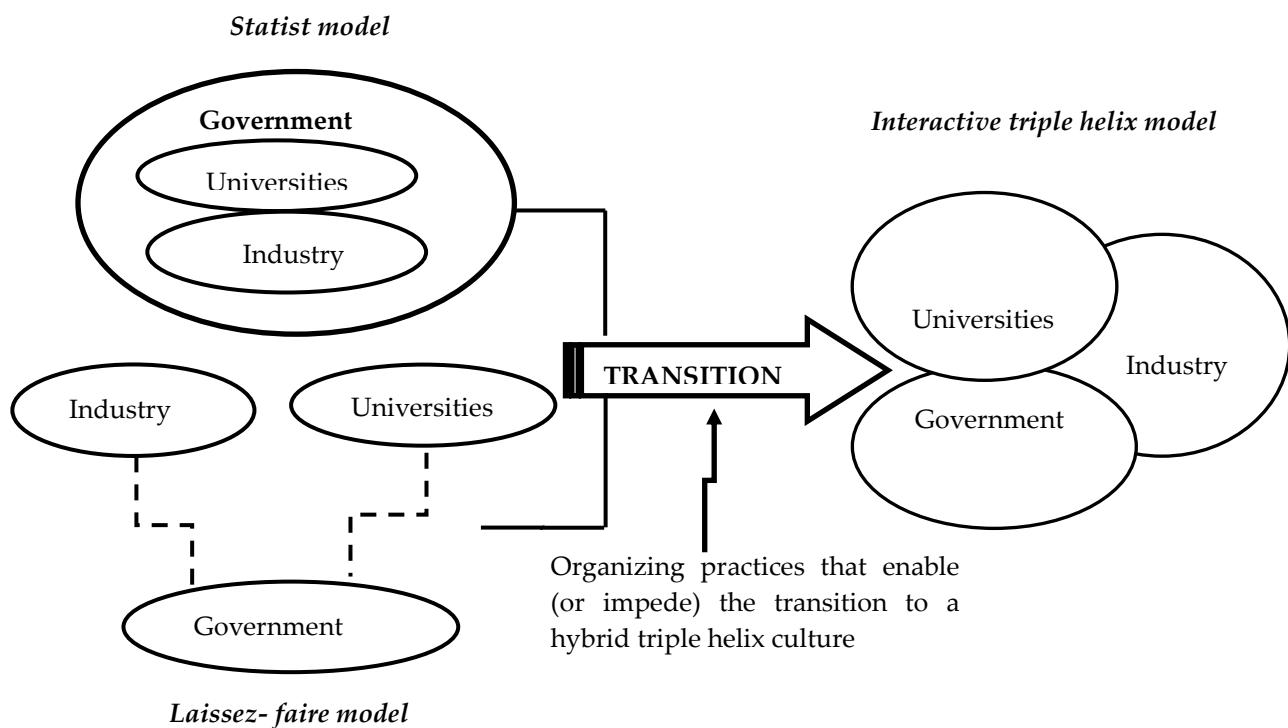 Statist model
Government
Universities
Industry
Interactive triple helix model
Universities
Industry
Government
TRANSITION
Industry
Universities
Government
Organizing practices that enable
(or impede) the transition to a
hybrid triple helix culture
Laissez- faire model